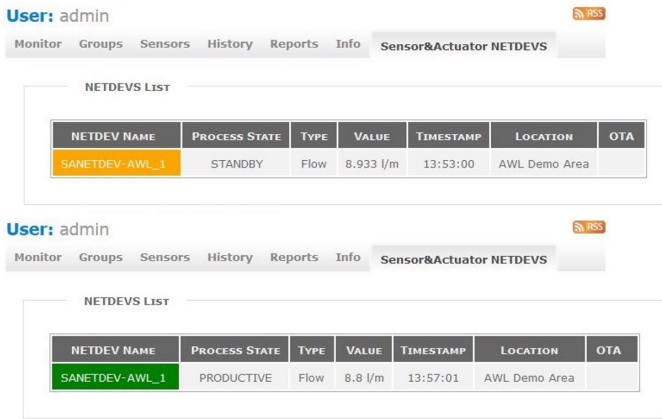 User: admin
RSS
Monitor Groups Sensors History Reports Info Sensor&Actuator NETDEVS
NETDEVS List
NETDEV Name Process State Type Value Timestamp Location OTA
SANETDEV-AWL_1 STANDBY Flow 8.933 l/m 13:53:00 AWL Demo Area
User: admin
RSS
Monitor Groups Sensors History Reports Info Sensor&Actuator NETDEVS
NETDEVS List
NETDEV Name Process State Type Value Timestamp Location OTA
SANETDEV-AWL_1 PRODUCTIVE Flow 8.8 l/m 13:57:01 AWL Demo Area